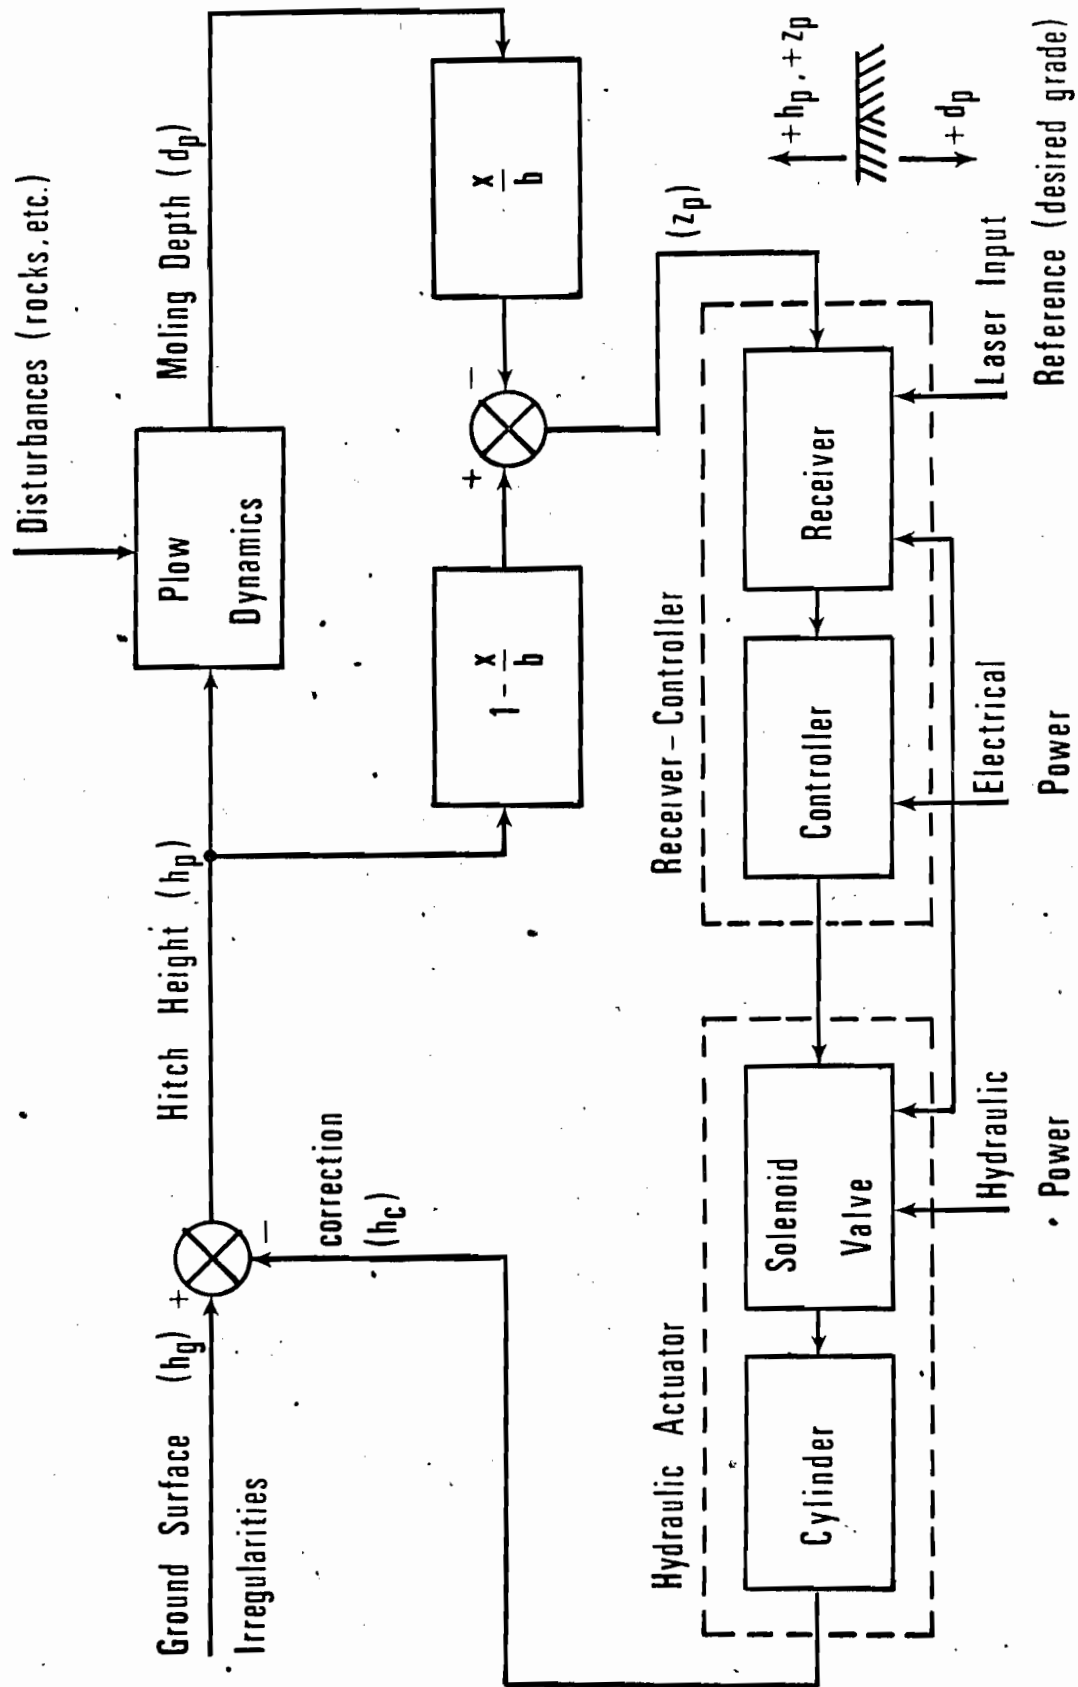 Disturbances (rocks, etc.)
Ground Surface (hg)
Irregularities
+
−
Hitch Height (hp)
Plow
Dynamics
Moling Depth (dp)
correction
(hc)
1 - x/b
+
−
x/b
(zp)
Hydraulic Actuator
Receiver-Controller
Cylinder
Solenoid
Valve
Controller
Receiver
+hp, +zp
+dp
Hydraulic
Power
Electrical
Power
Laser Input
Reference (desired grade)